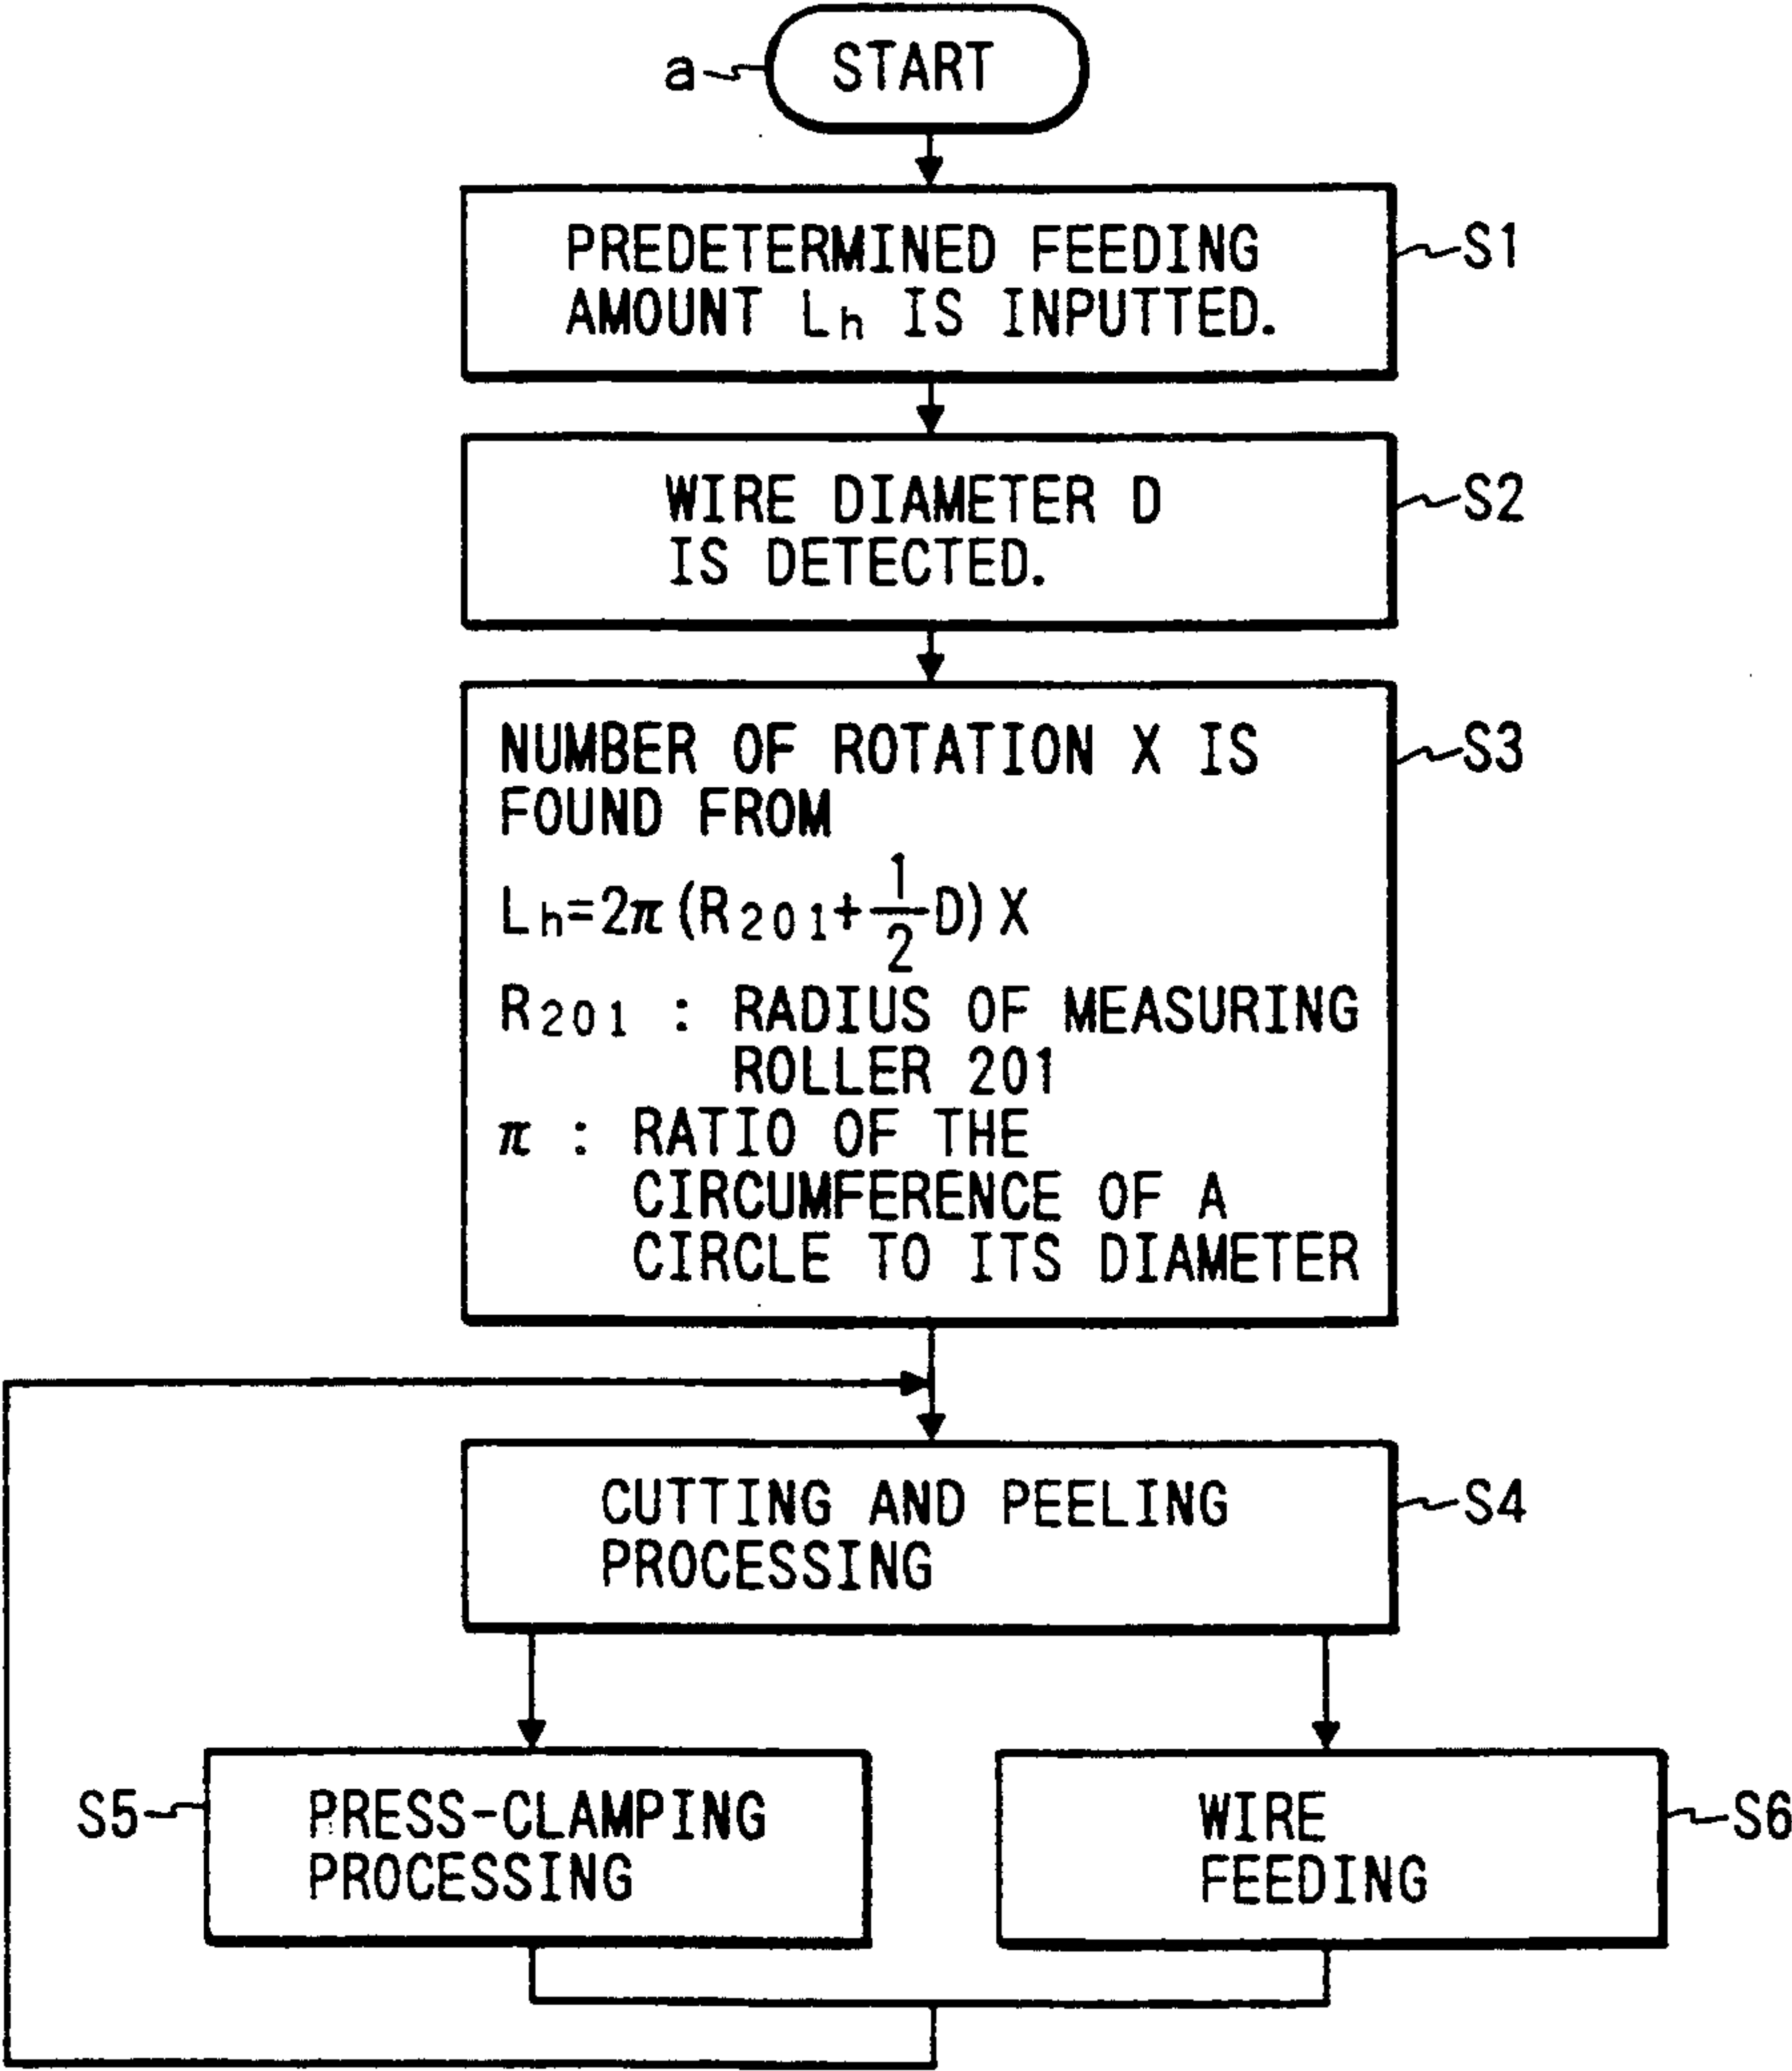 a
START
PREDETERMINED FEEDING
AMOUNT Lh IS INPUTTED.
S1
WIRE DIAMETER D
IS DETECTED.
S2
NUMBER OF ROTATION X IS
FOUND FROM
S3
Lh=2π(R201+1/2D)X
R201 : RADIUS OF MEASURING
ROLLER 201
π : RATIO OF THE
CIRCUMFERENCE OF A
CIRCLE TO ITS DIAMETER
CUTTING AND PEELING
PROCESSING
S4
S5
PRESS-CLAMPING
PROCESSING
WIRE
FEEDING
S6